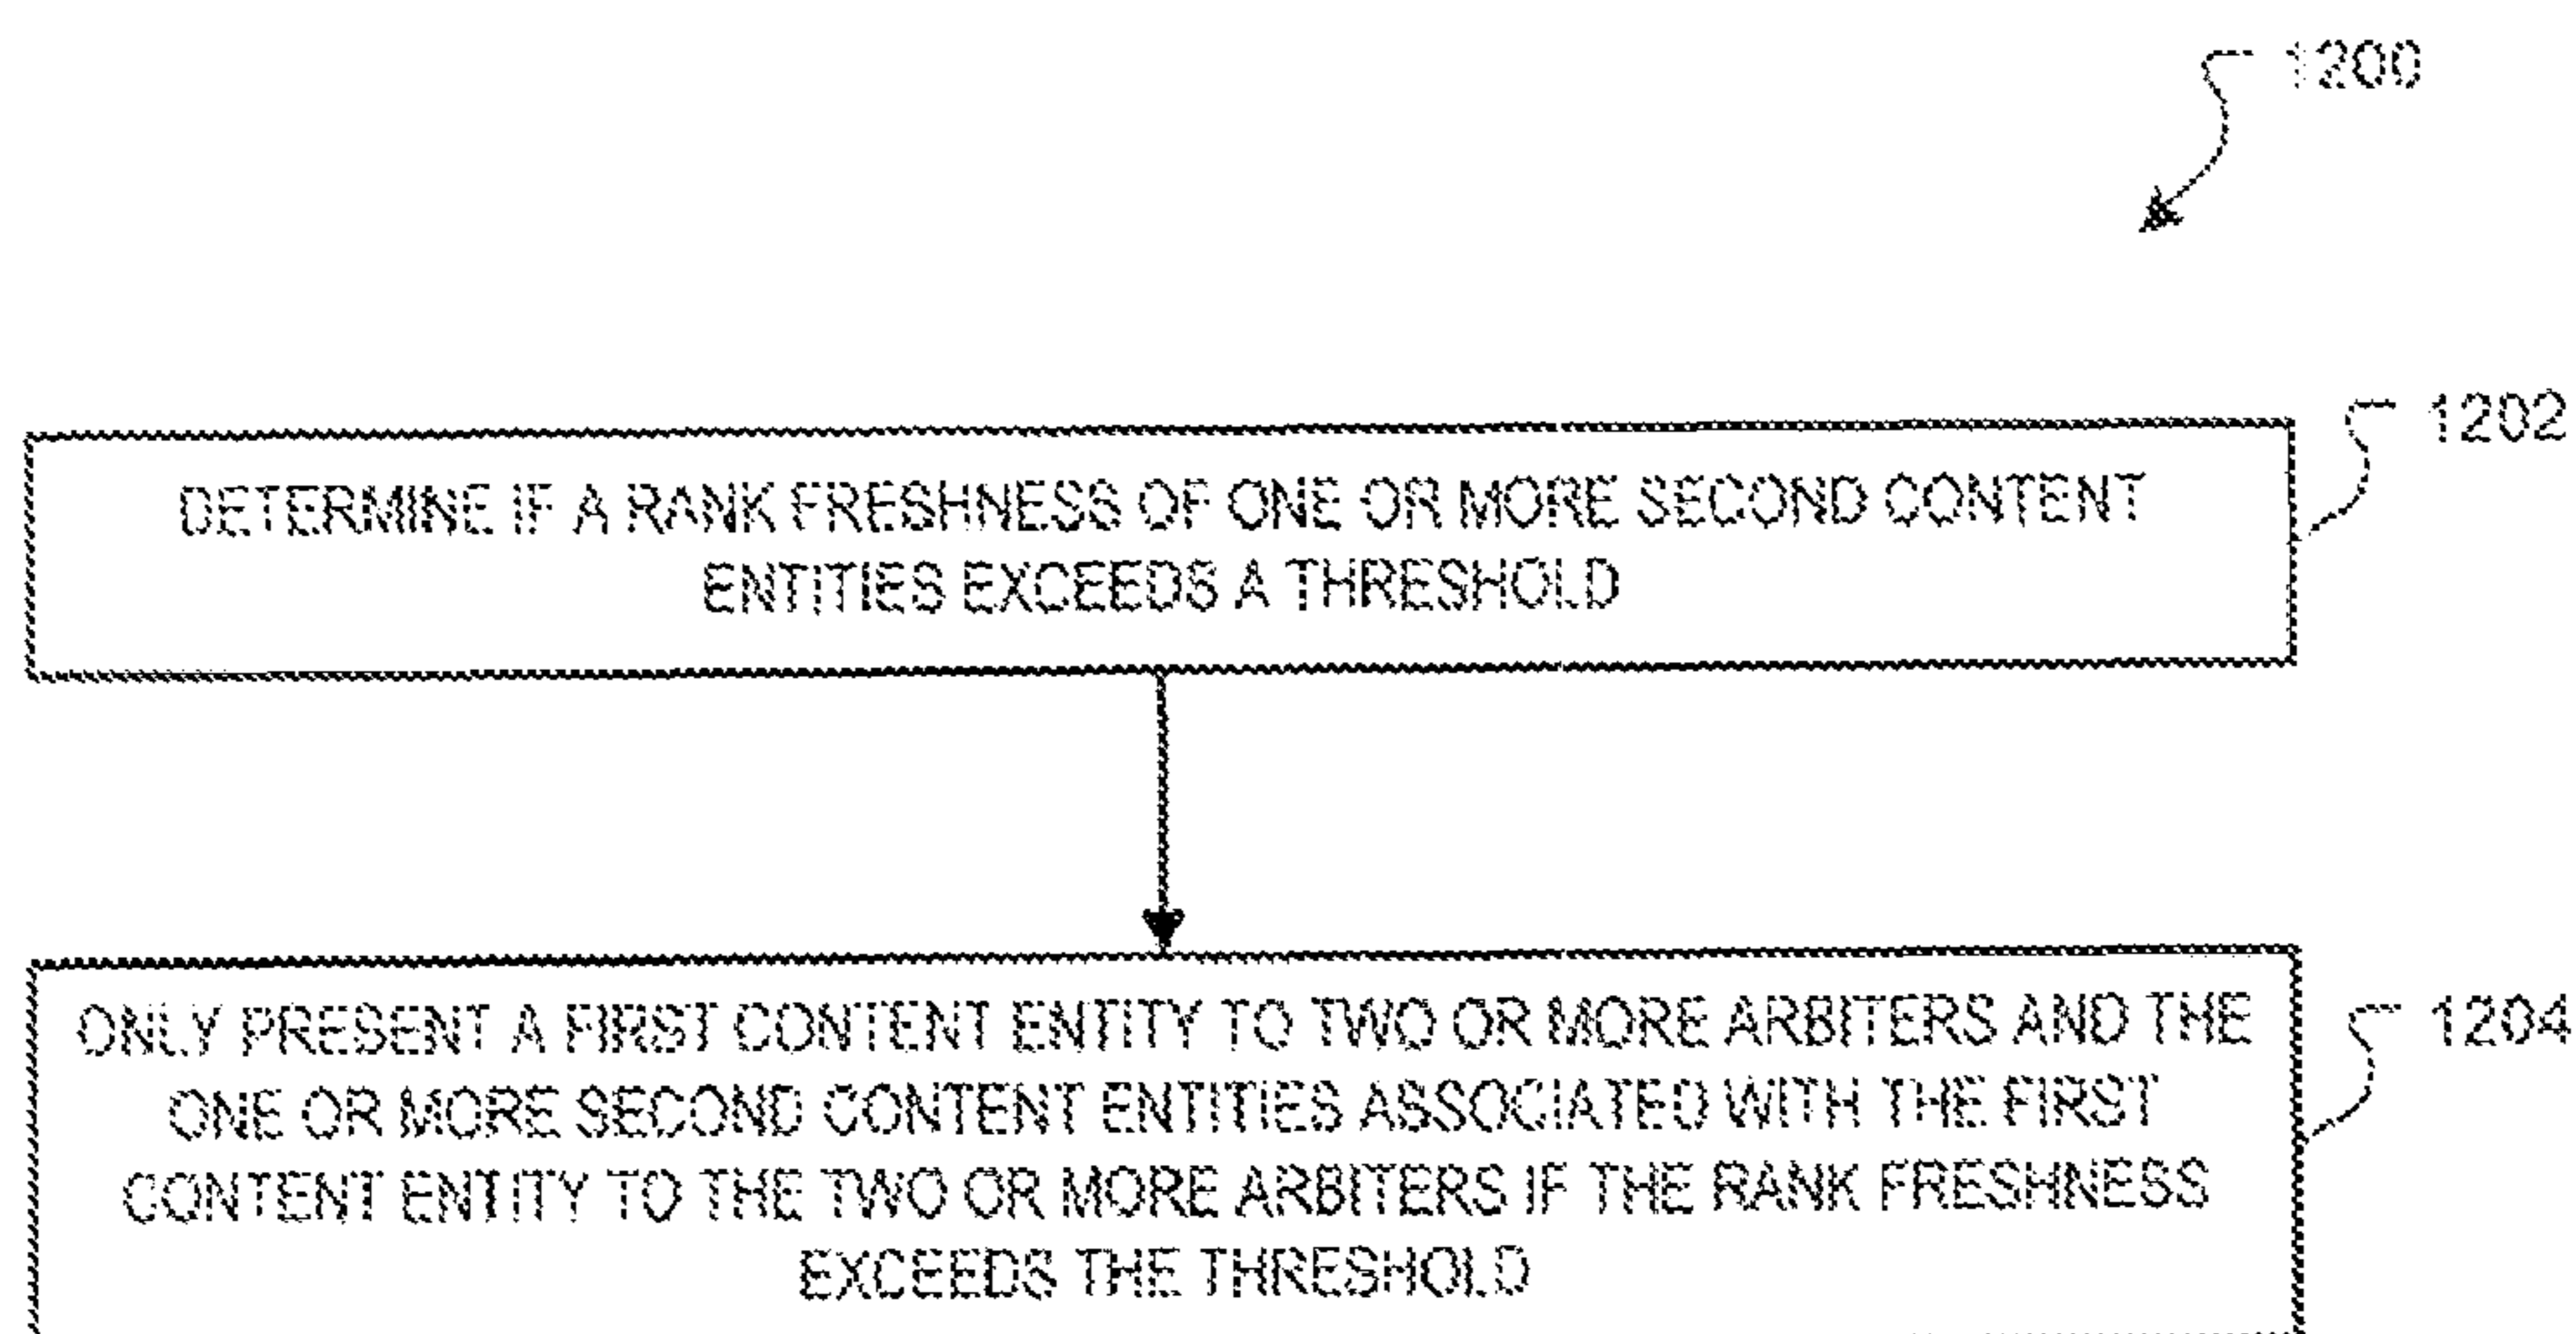 1200
1202
DETERMINE IF A RANK FRESHNESS OF ONE OR MORE SECOND CONTENT
ENTITIES EXCEEDS A THRESHOLD
1204
ONLY PRESENT A FIRST CONTENT ENTITY TO TWO OR MORE ARBITERS AND THE
ONE OR MORE SECOND CONTENT ENTITIES ASSOCIATED WITH THE FIRST
CONTENT ENTITY TO THE TWO OR MORE ARBITERS IF THE RANK FRESHNESS
EXCEEDS THE THRESHOLD